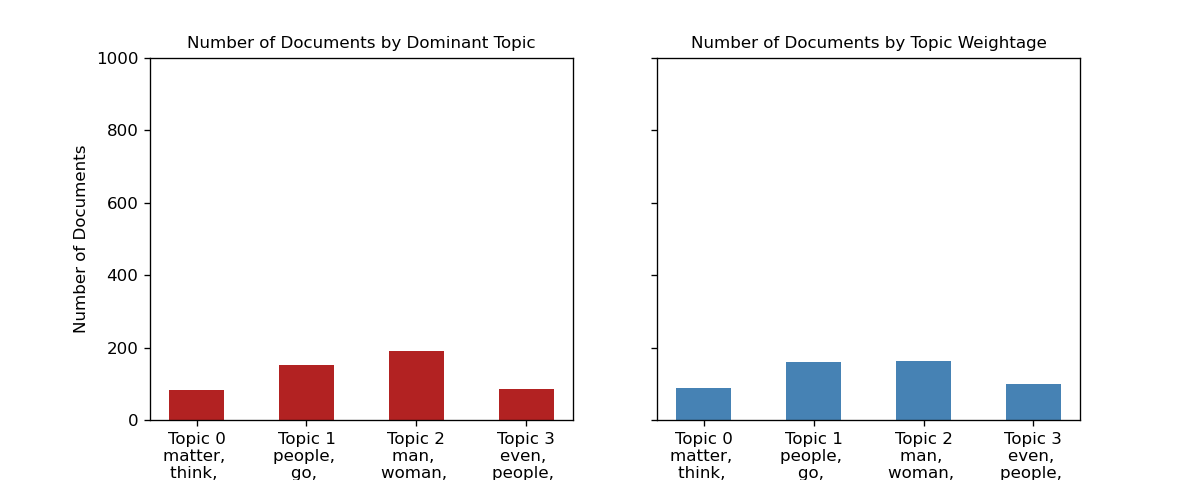 Number of Documents by Dominant Topic
Number of Documents
1000
800
600
400
200
0
Topic 0
matter,
think,
Topic 1
people,
go,
Topic 2
man,
woman,
Topic 3
even,
people,
Number of Documents by Topic Weightage
Topic 0
matter,
think,
Topic 1
people,
go,
Topic 2
man,
woman,
Topic 3
even,
people,